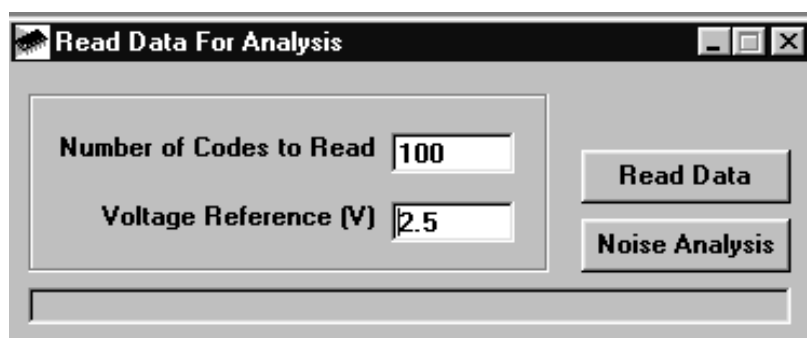 Read Data For Analysis
Number of Codes to Read 100
Read Data
Voltage Reference (V) 2.5
Noise Analysis